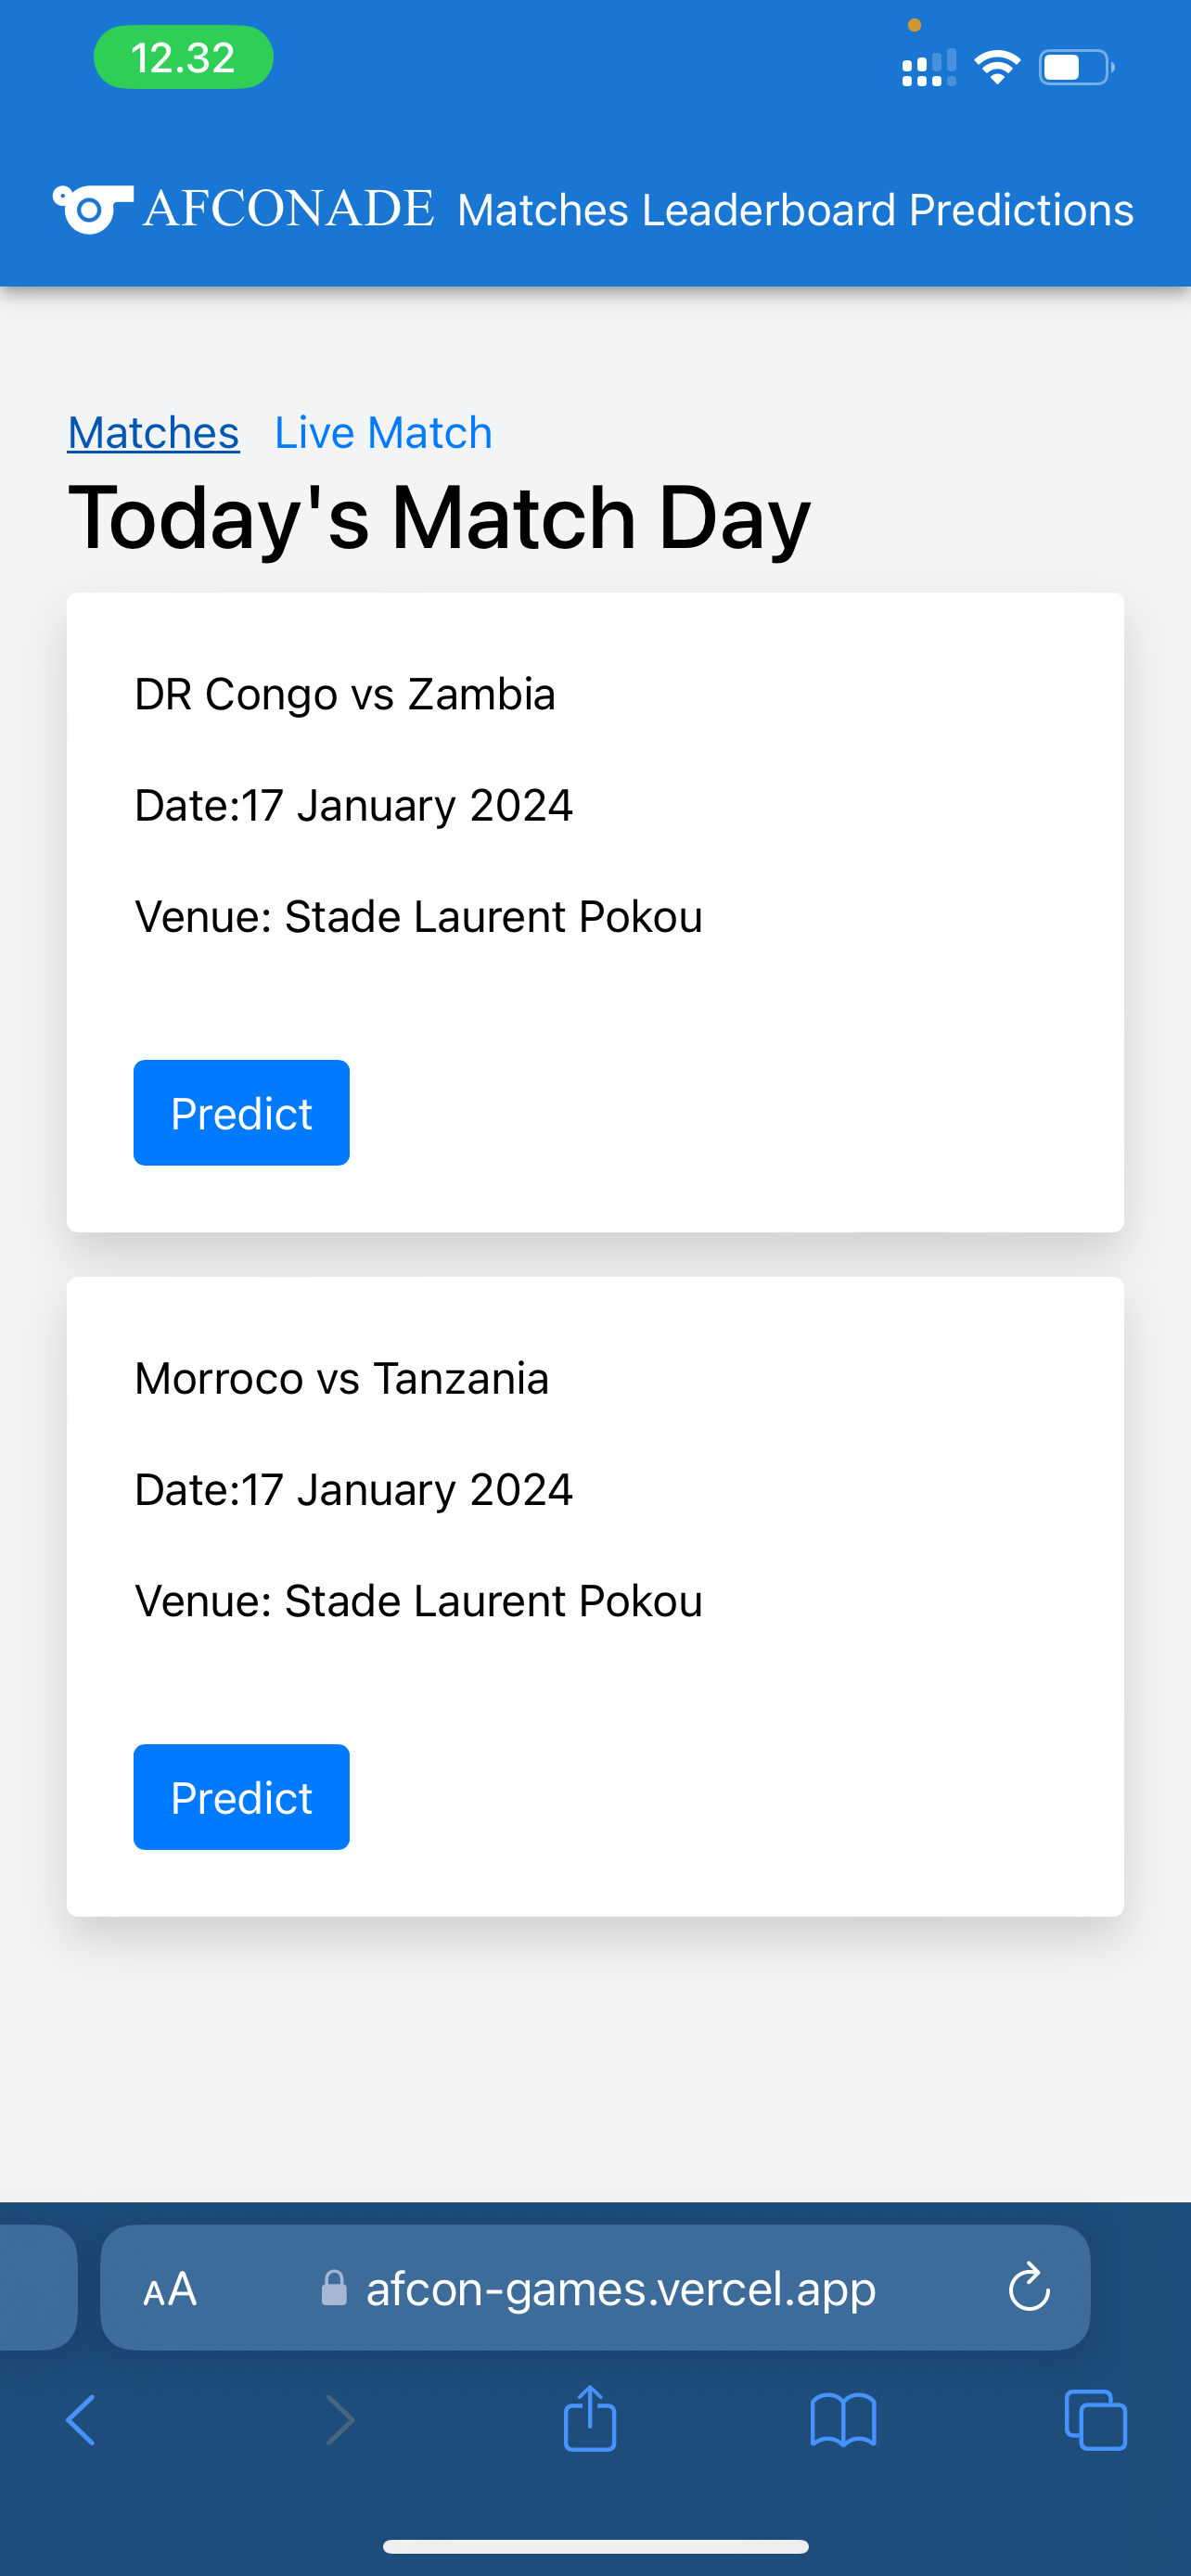 12.32
AFCONADE Matches Leaderboard Predictions
Matches Live Match
Today's Match Day
DR Congo vs Zambia
Date:17 January 2024
Venue: Stade Laurent Pokou
Predict
Morroco vs Tanzania
Date:17 January 2024
Venue: Stade Laurent Pokou
Predict
AA afcon-games.vercel.app